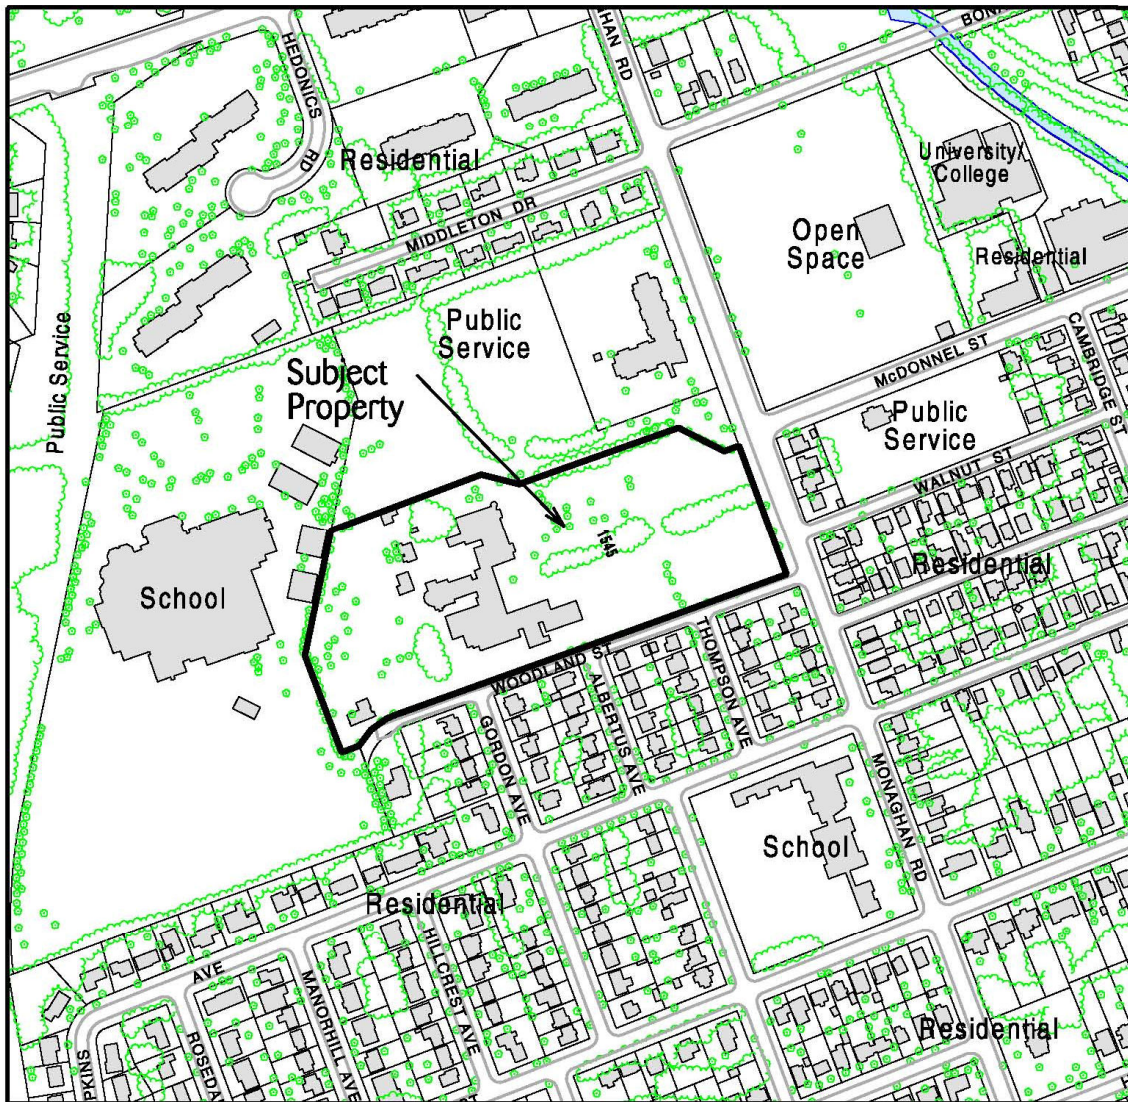 HEDONICS
RD
HAN RD
BON
Residential
MIDDLETON DR
University/
College
Open
Space
Residential
Public Service
Public
Service
Subject
Property
McDONNEL ST
CAMBRIDGE ST
Public
Service
WALNUT ST
1545
Residential
School
WOODLAND ST
THOMPSON AVE
ALBERTUS AVE
GORDON AVE
MONAGHAN RD
School
Residential
AVE
HILLCREST AVE
MANORHILL AVE
ROSEDA
PKINS
Residential